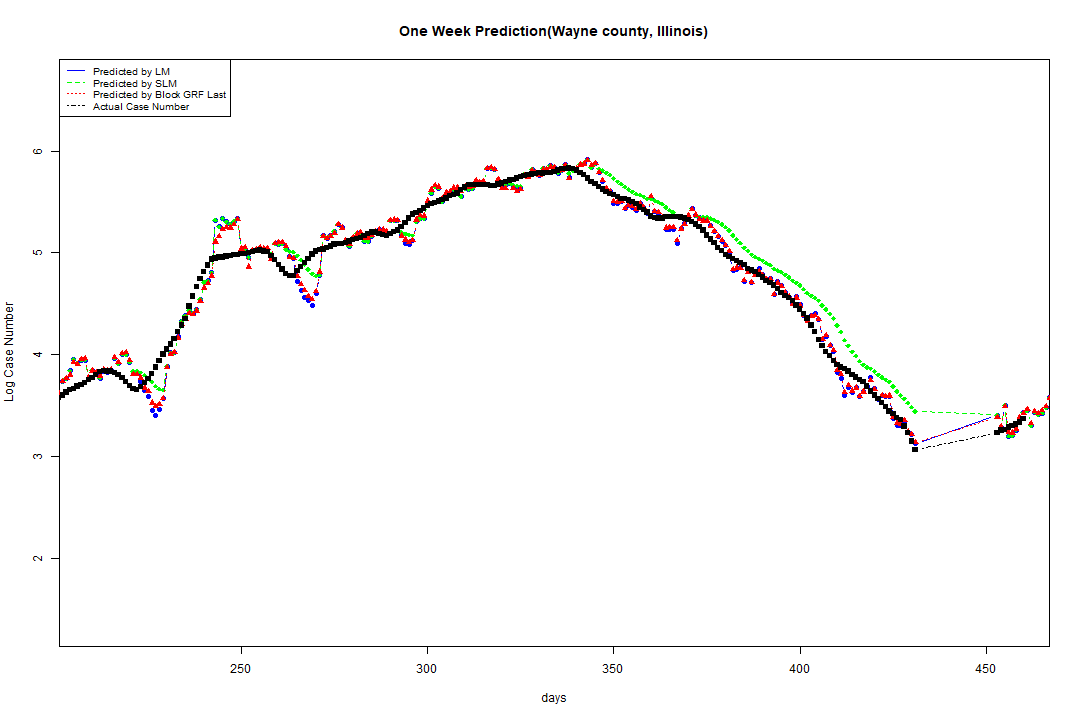 One Week Prediction(Wayne county, Illinois)
Predicted by LM
Predicted by SLM
Predicted by Block GRF Last
Actual Case Number
6
5
4
3
2
Log Case Number
250 300 350 400 450
days